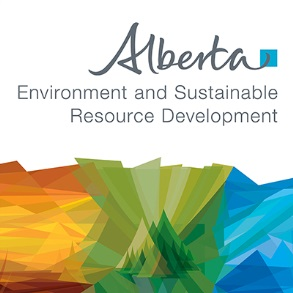 Alberta
Environment and Sustainable
Resource Development